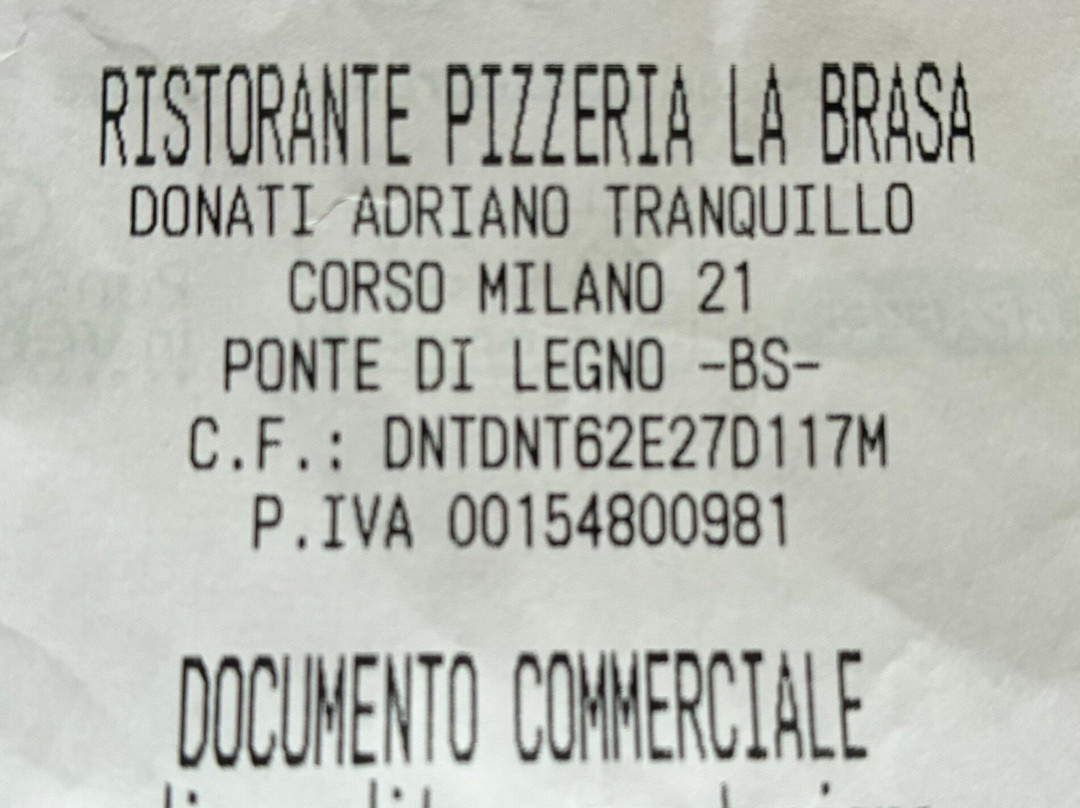 RISTORANTE PIZZERIA LA BRASA
DONATI ADRIANO TRANQUILLO
CORSO MILANO 21
PONTE DI LEGNO -BS-
C.F.: DNTDNT62E27D117M
P.IVA 00154800981
DOCUMENTO COMMERCIALE